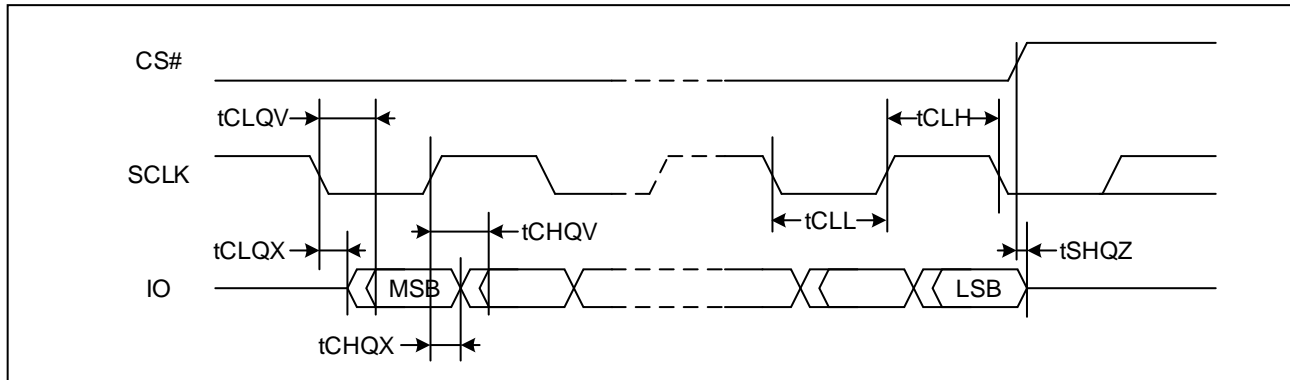 CS#
tCLQV
tCLH
SCLK
tCHQV
tCLL
tCLQX
tSHQZ
IO
MSB
LSB
tCHQX